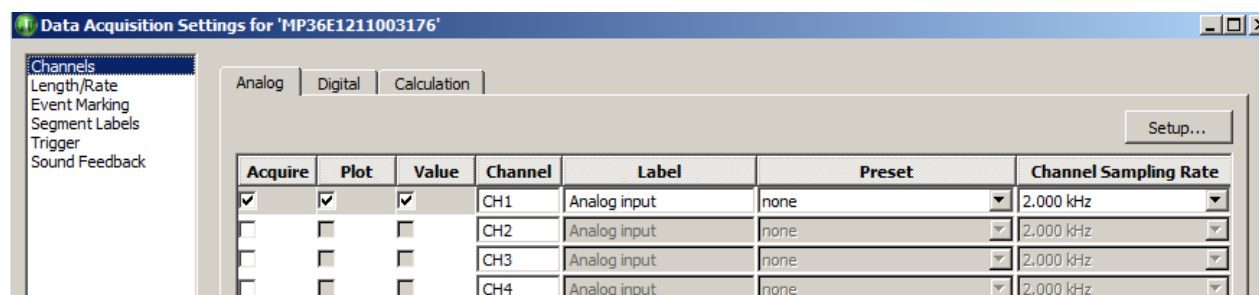 Data Acquisition Settings for 'MP36E1211003176'
Channels
Length/Rate
Event Marking
Segment Labels
Trigger
Sound Feedback
Analog Digital Calculation
Setup...
Acquire Plot Value Channel Label Preset Channel Sampling Rate
CH1 Analog input none 2.000 kHz
CH2 Analog input none 2.000 kHz
CH3 Analog input none 2.000 kHz
CH4 Analog input none 2.000 kHz